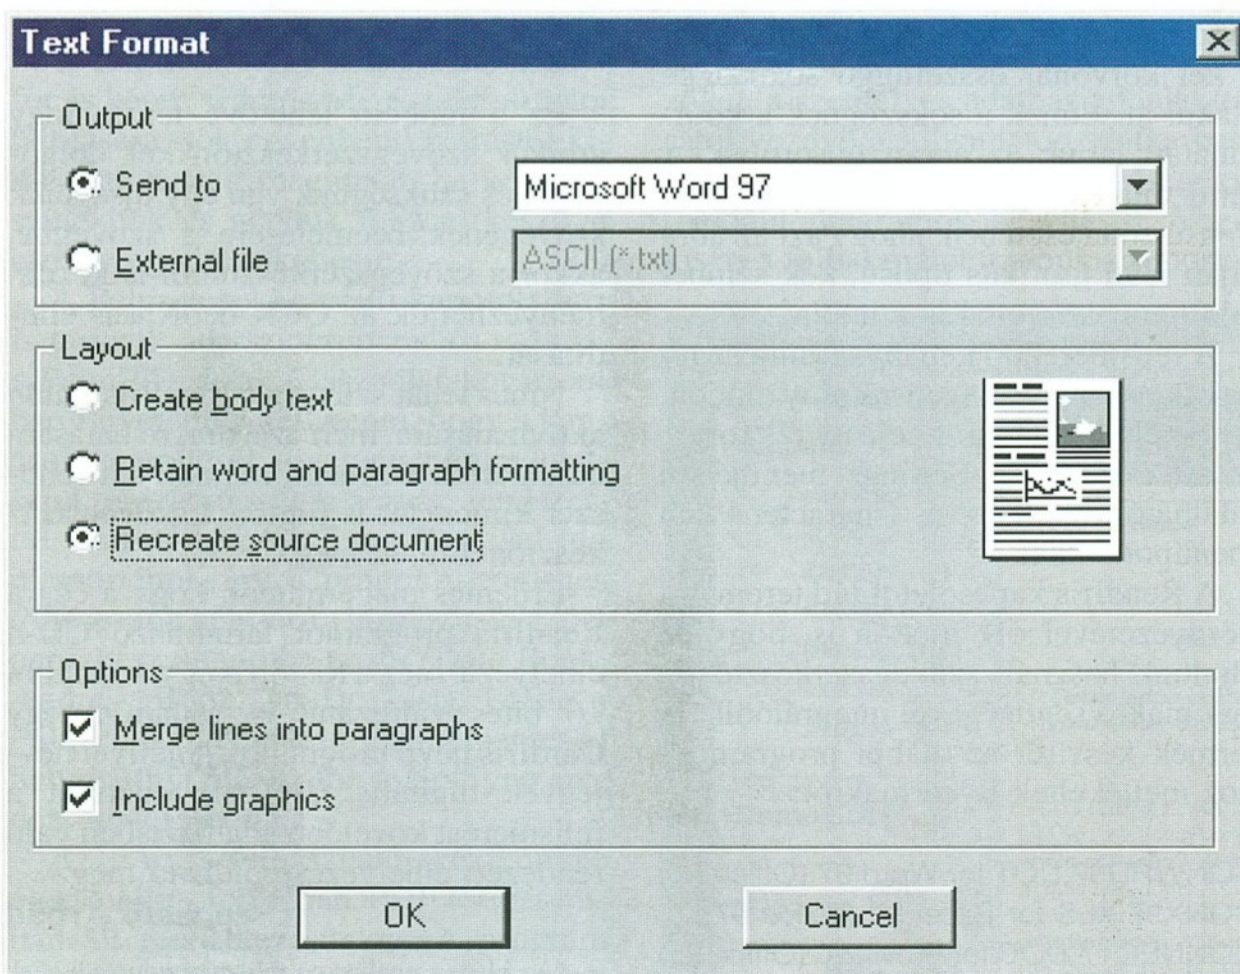 Text Format
Output
Send to
Microsoft Word 97
External file
ASCII (*.txt)
Layout
Create body text
Retain word and paragraph formatting
Recreate source document
Options
Merge lines into paragraphs
Include graphics
OK
Cancel